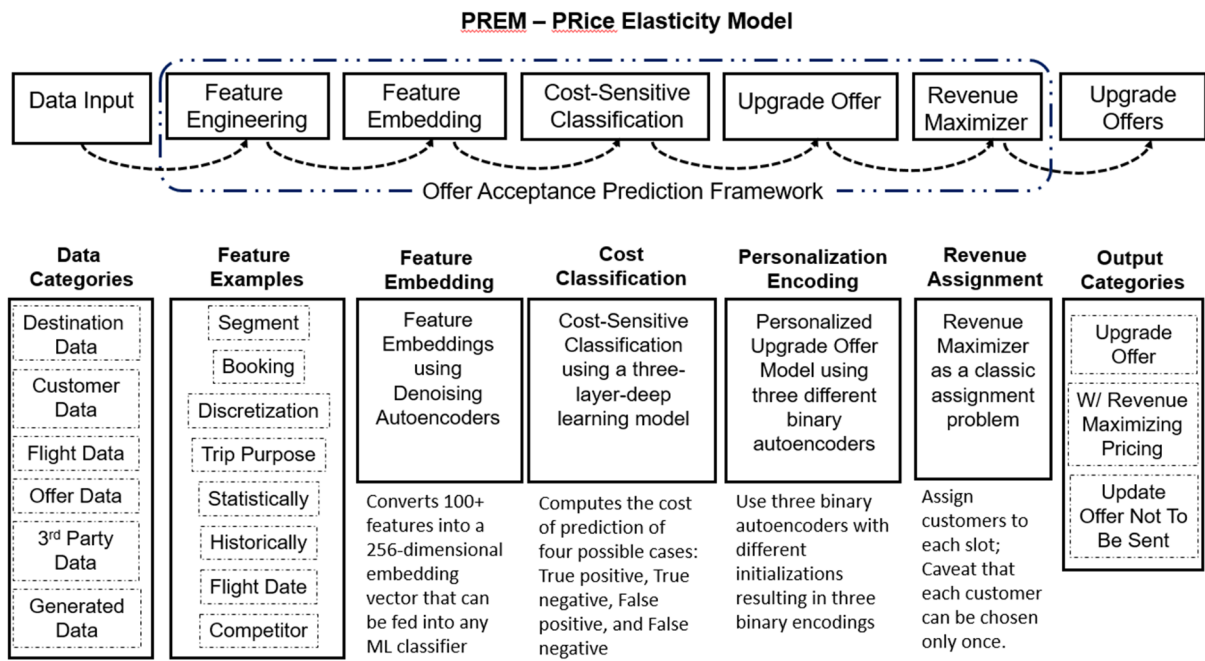 PREM – PRice Elasticity Model
Data Input
Feature
Engineering
Feature
Embedding
Cost-Sensitive
Classification
Upgrade Offer
Revenue
Maximizer
Upgrade
Offers
Offer Acceptance Prediction Framework
Data
Categories
Destination
Data
Customer
Data
Flight Data
Offer Data
3rd Party
Data
Generated
Data
Feature
Examples
Segment
Booking
Discretization
Trip Purpose
Statistically
Historically
Flight Date
Competitor
Feature
Embedding
Feature
Embeddings
using
Denoising
Autoencoders
Converts 100+
features into a
256-dimensional
embedding
vector that can
be fed into any
ML classifier
Cost
Classification
Cost-Sensitive
Classification
using a three-
layer-deep
learning model
Computes the cost
of prediction of
four possible cases:
True positive, True
negative, False
positive, and False
negative
Personalization
Encoding
Personalized
Upgrade Offer
Model using
three different
binary
autoencoders
Use three binary
autoencoders with
different
initializations
resulting in three
binary encodings
Revenue
Assignment
Revenue
Maximizer
as a classic
assignment
problem
Assign
customers to
each slot;
Caveat that
each customer
can be chosen
only once.
Output
Categories
Upgrade
Offer
W/ Revenue
Maximizing
Pricing
Update
Offer Not To
Be Sent